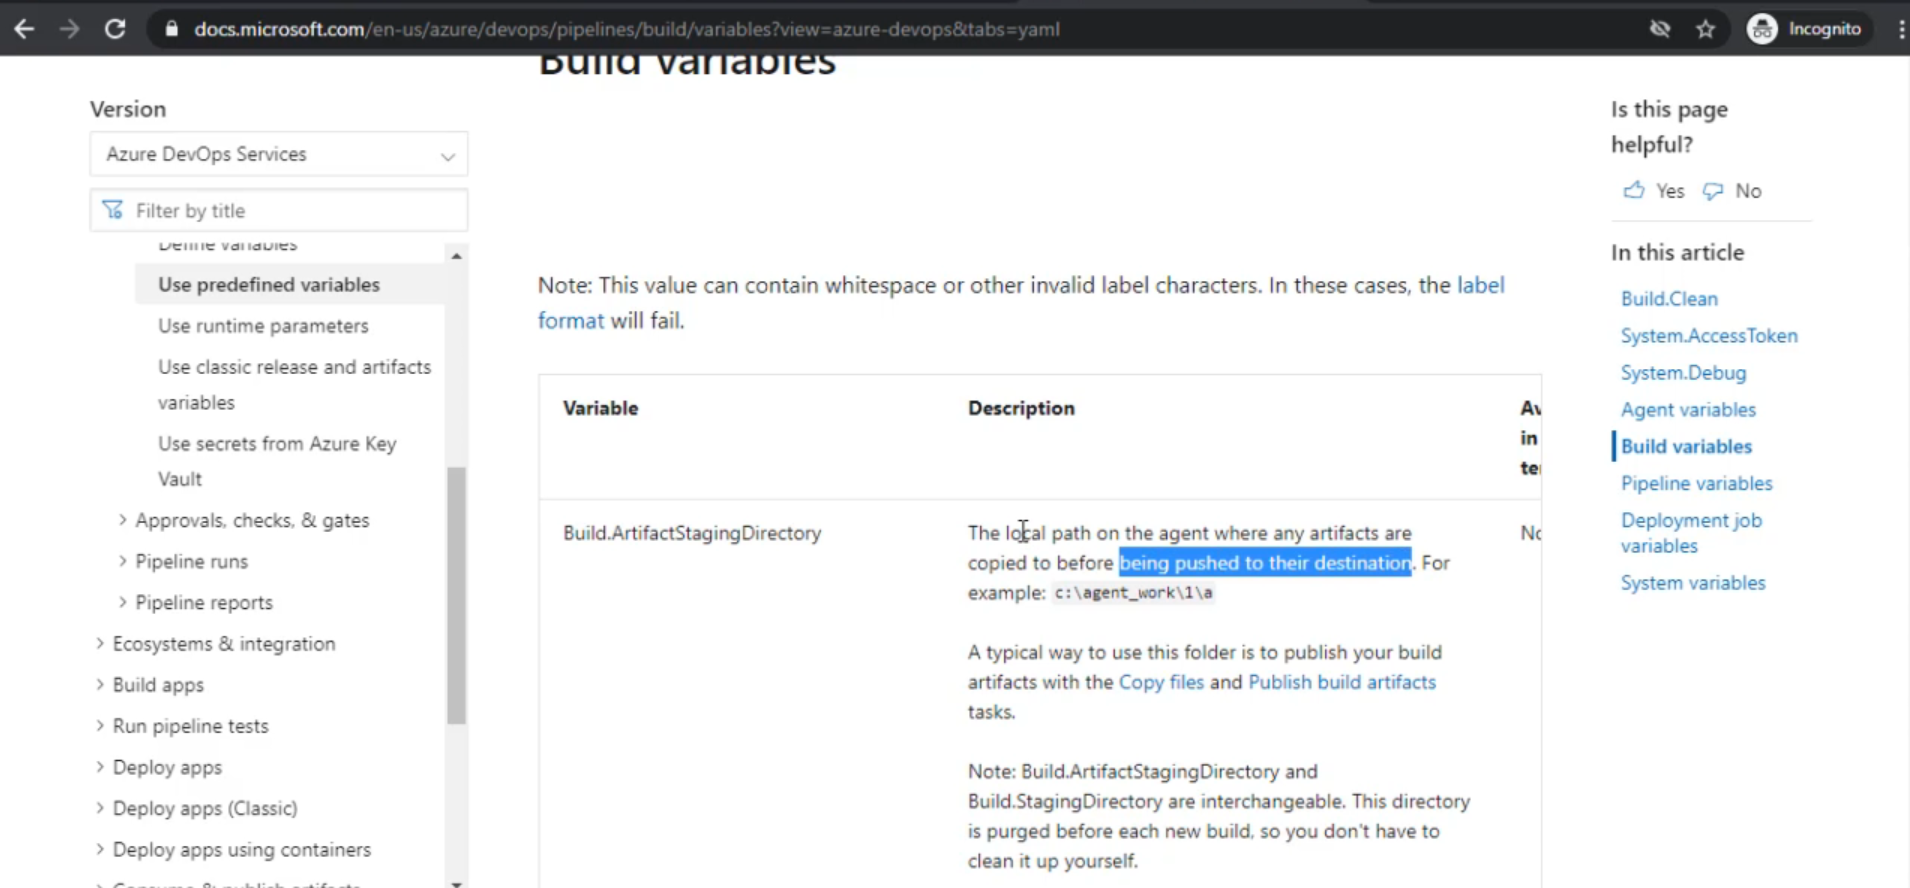 docs.microsoft.com/en-us/azure/devops/pipelines/build/variables?view=azure-devops&tabs=yaml
Incognito
Build variables
Version
Azure DevOps Services
Filter by title
Define variables
Use predefined variables
Use runtime parameters
Use classic release and artifacts
variables
Use secrets from Azure Key
Vault
Approvals, checks, & gates
Pipeline runs
Pipeline reports
Ecosystems & integration
Build apps
Run pipeline tests
Deploy apps
Deploy apps (Classic)
Deploy apps using containers
Consume & publish artifacts
Note: This value can contain whitespace or other invalid label characters. In these cases, the label
format will fail.
Variable
Description
Av
in
te
Build.ArtifactStagingDirectory
The local path on the agent where any artifacts are
copied to before being pushed to their destination. For
example: c:\agent_work\1\a
No
A typical way to use this folder is to publish your build
artifacts with the Copy files and Publish build artifacts
tasks.
Note: Build.ArtifactStagingDirectory and
Build.StagingDirectory are interchangeable. This directory
is purged before each new build, so you don't have to
clean it up yourself.
Is this page
helpful?
Yes
No
In this article
Build.Clean
System.AccessToken
System.Debug
Agent variables
Build variables
Pipeline variables
Deployment job
variables
System variables